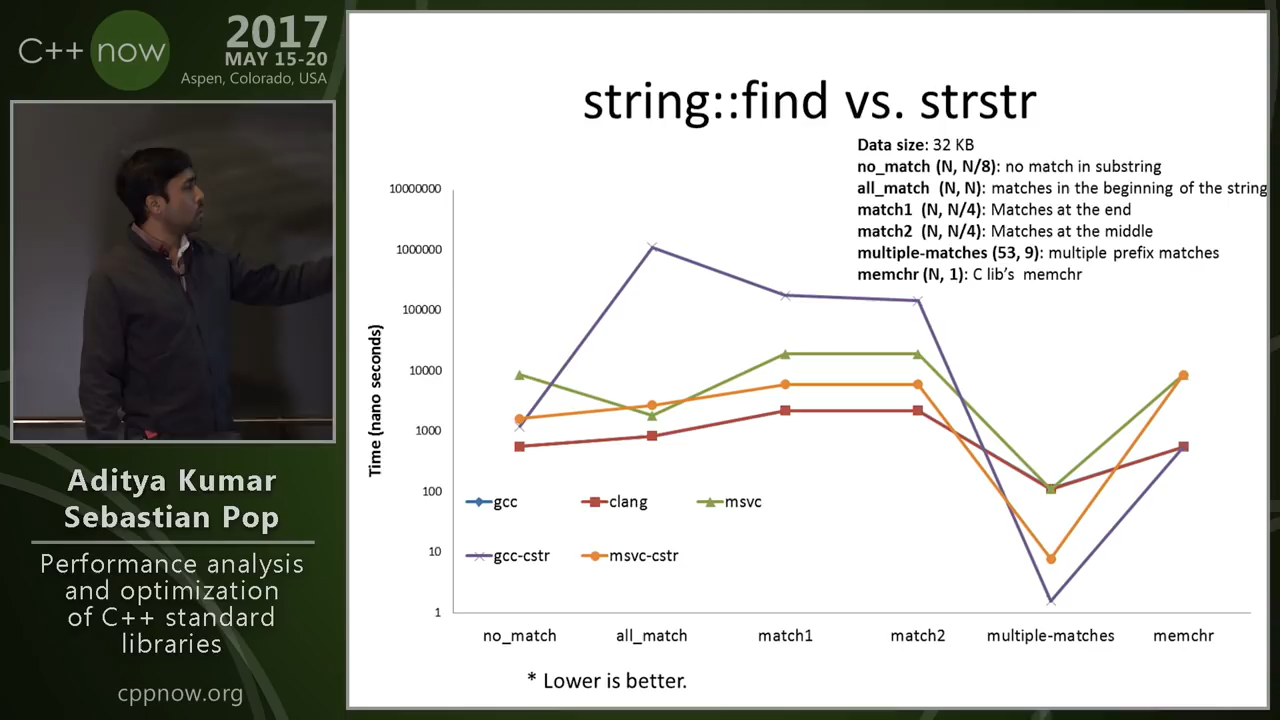 C++ now
2017
MAY 15-20
Aspen, Colorado, USA
string::find vs. strstr
Data size: 32 KB
no_match (N, N/8): no match in substring
all_match (N, N): matches in the beginning of the string
match1 (N, N/4): Matches at the end
match2 (N, N/4): Matches at the middle
multiple-matches (53, 9): multiple prefix matches
memchr (N, 1): C lib's memchr
Time (nano seconds)
10000000
1000000
100000
10000
1000
100
10
1
gcc
clang
msvc
gcc-cstr
msvc-cstr
no_match
all_match
match1
match2
multiple-matches
memchr
* Lower is better.
Aditya Kumar
Sebastian Pop
Performance analysis
and optimization
of C++ standard
libraries
cppnow.org